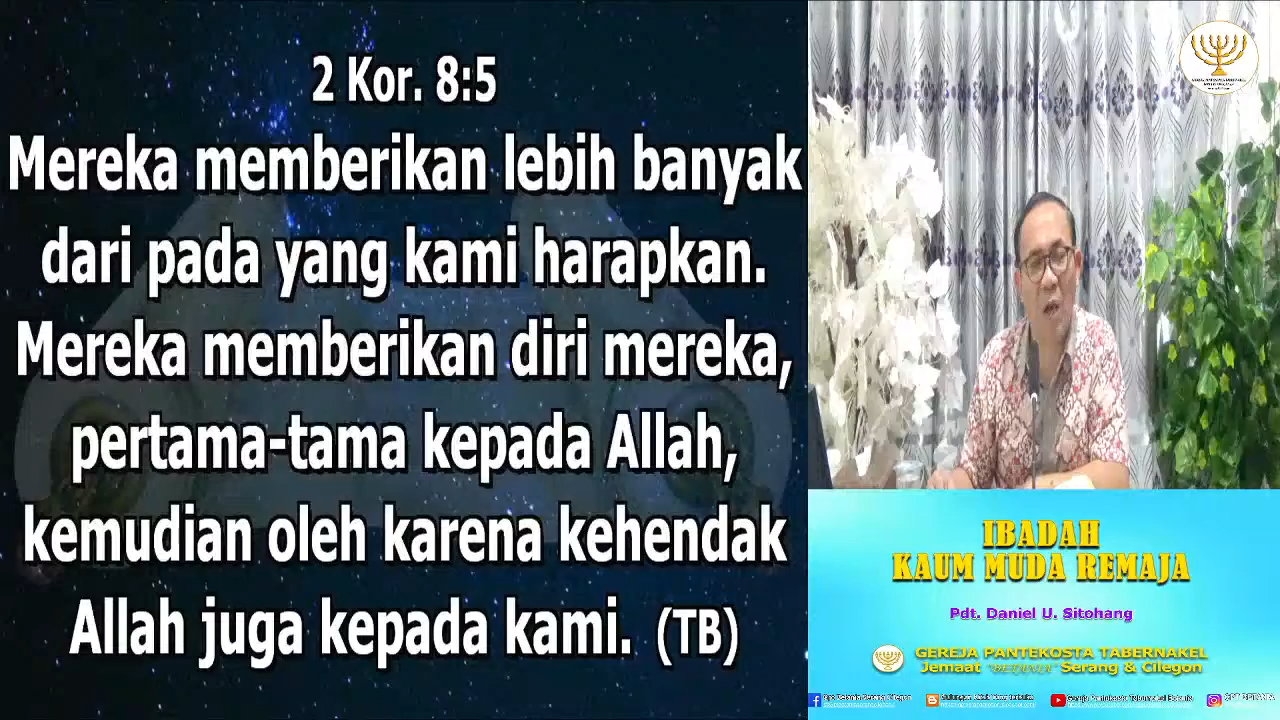 2 Kor. 8:5
Mereka memberikan lebih banyak
dari pada yang kami harapkan.
Mereka memberikan diri mereka,
pertama-tama kepada Allah,
kemudian oleh karena kehendak
Allah juga kepada kami. (TB)
IBADAH
KAUM MUDA REMAJA
Pdt. Daniel U. Sitohang
GEREJA PANTEKOSTA TABERNAKEL
Jemaat "BETANIA" Serang & Cilegon